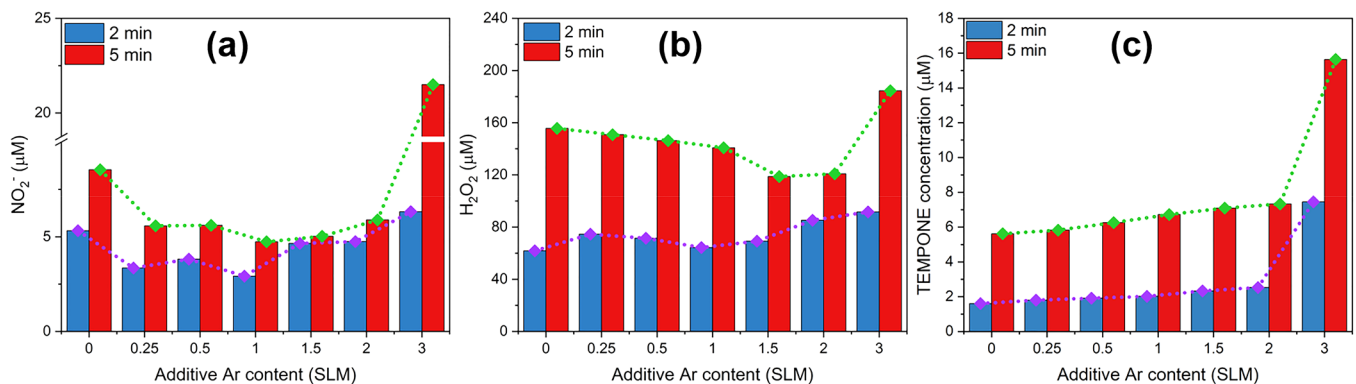 25
20
5
0
NO2- (μM)
2 min
5 min
(a)
0 0.25 0.5 1 1.5 2 3
Additive Ar content (SLM)
240
200
160
120
80
40
0
H2O2 (μM)
2 min
5 min
(b)
0 0.25 0.5 1 1.5 2 3
Additive Ar content (SLM)
18
16
14
12
10
8
6
4
2
0
TEMPONE concentration (μM)
2 min
5 min
(c)
0 0.25 0.5 1 1.5 2 3
Additive Ar content (SLM)